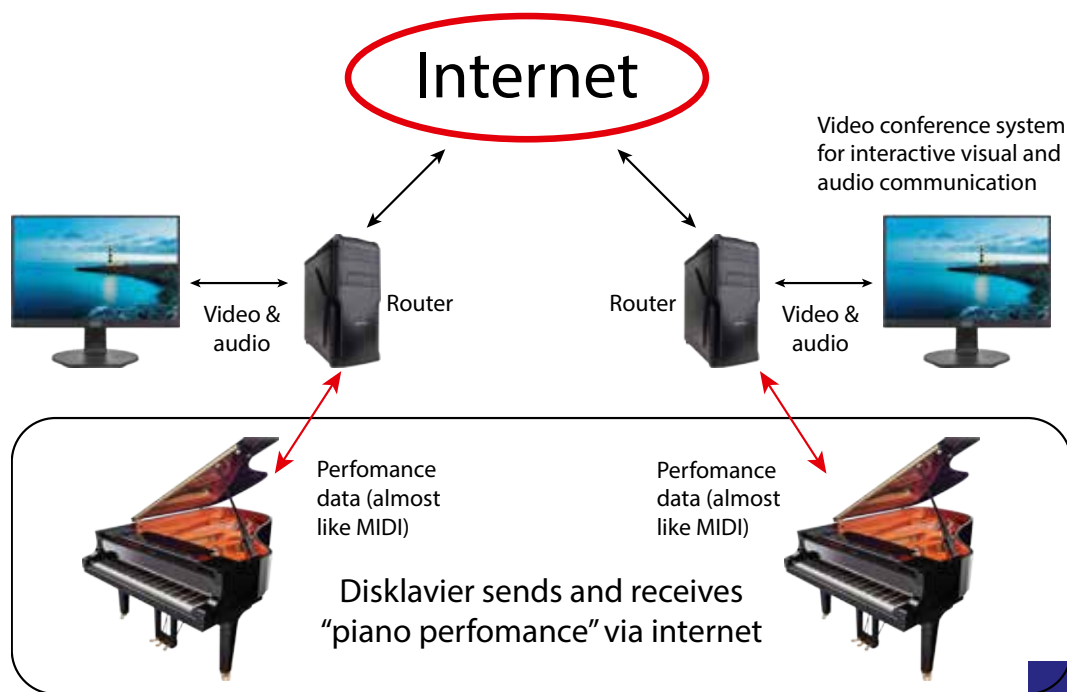 Internet
Video conference system
for interactive visual and
audio communication
Video &
audio
Router
Router
Video &
audio
Perfomance
data (almost
like MIDI)
Perfomance
data (almost
like MIDI)
Disklavier sends and receives
“piano perfomance” via internet